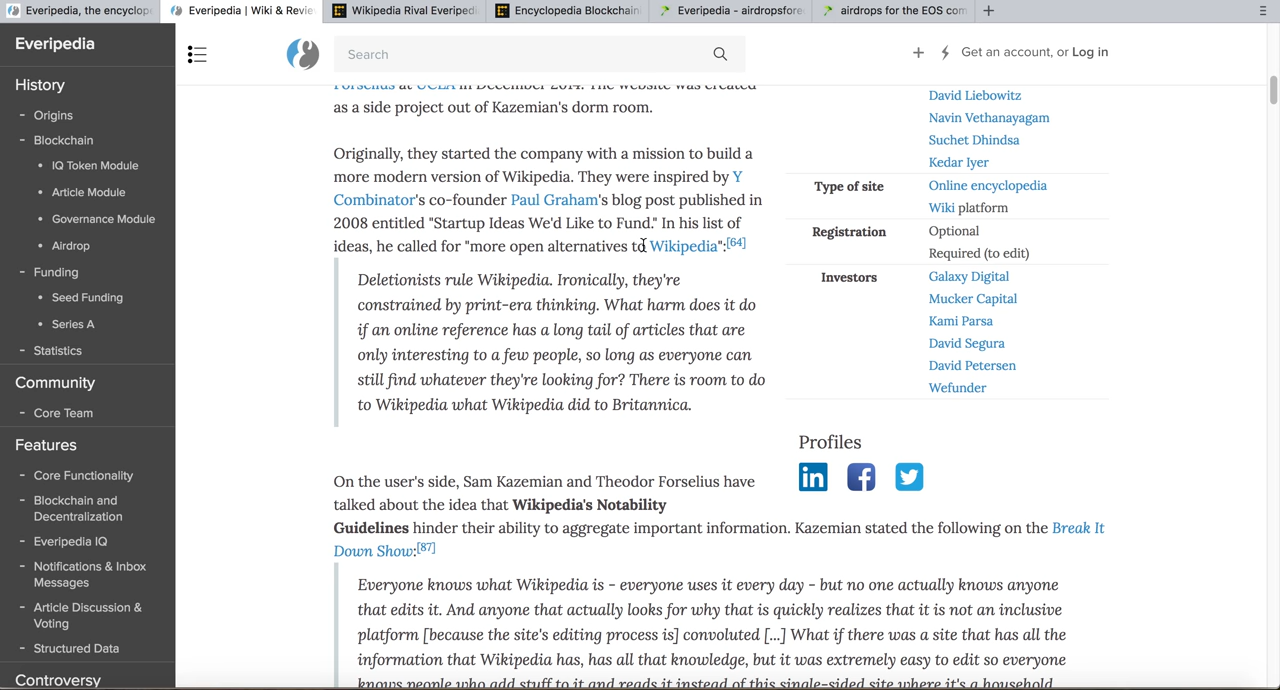 Everipedia, the encyclope
Everipedia | Wiki & Revie
Wikipedia Rival Everipedi
Encyclopedia Blockchain
Everipedia - airdropsfore
airdrops for the EOS com
Everipedia
History
- Origins
- Blockchain
• IQ Token Module
• Article Module
• Governance Module
• Airdrop
- Funding
• Seed Funding
• Series A
- Statistics
Community
- Core Team
Features
- Core Functionality
- Blockchain and
Decentralization
- Everipedia IQ
- Notifications & Inbox
Messages
- Article Discussion &
Voting
- Structured Data
Controversy
Search
Get an account, or Log in
Forselius at UCLA in December 2014. The website was created
as a side project out of Kazemian's dorm room.
Originally, they started the company with a mission to build a
more modern version of Wikipedia. They were inspired by Y
Combinator's co-founder Paul Graham's blog post published in
2008 entitled "Startup Ideas We'd Like to Fund." In his list of
ideas, he called for "more open alternatives to Wikipedia":[64]
Deletionists rule Wikipedia. Ironically, they're
constrained by print-era thinking. What harm does it do
if an online reference has a long tail of articles that are
only interesting to a few people, so long as everyone can
still find whatever they're looking for? There is room to do
to Wikipedia what Wikipedia did to Britannica.
On the user's side, Sam Kazemian and Theodor Forselius have
talked about the idea that Wikipedia's Notability
Guidelines hinder their ability to aggregate important information. Kazemian stated the following on the Break It
Down Show:[87]
Everyone knows what Wikipedia is - everyone uses it every day - but no one actually knows anyone
that edits it. And anyone that actually looks for why that is quickly realizes that it is not an inclusive
platform [because the site's editing process is] convoluted [...] What if there was a site that has all the
information that Wikipedia has, has all that knowledge, but it was extremely easy to edit so everyone
knows people who add stuff to it and reads it instead of this single-sided site where it's a household
David Liebowitz
Navin Vethanayagam
Suchet Dhindsa
Kedar Iyer
Type of site
Online encyclopedia
Wiki platform
Registration
Optional
Required (to edit)
Investors
Galaxy Digital
Mucker Capital
Kami Parsa
David Segura
David Petersen
Wefunder
Profiles